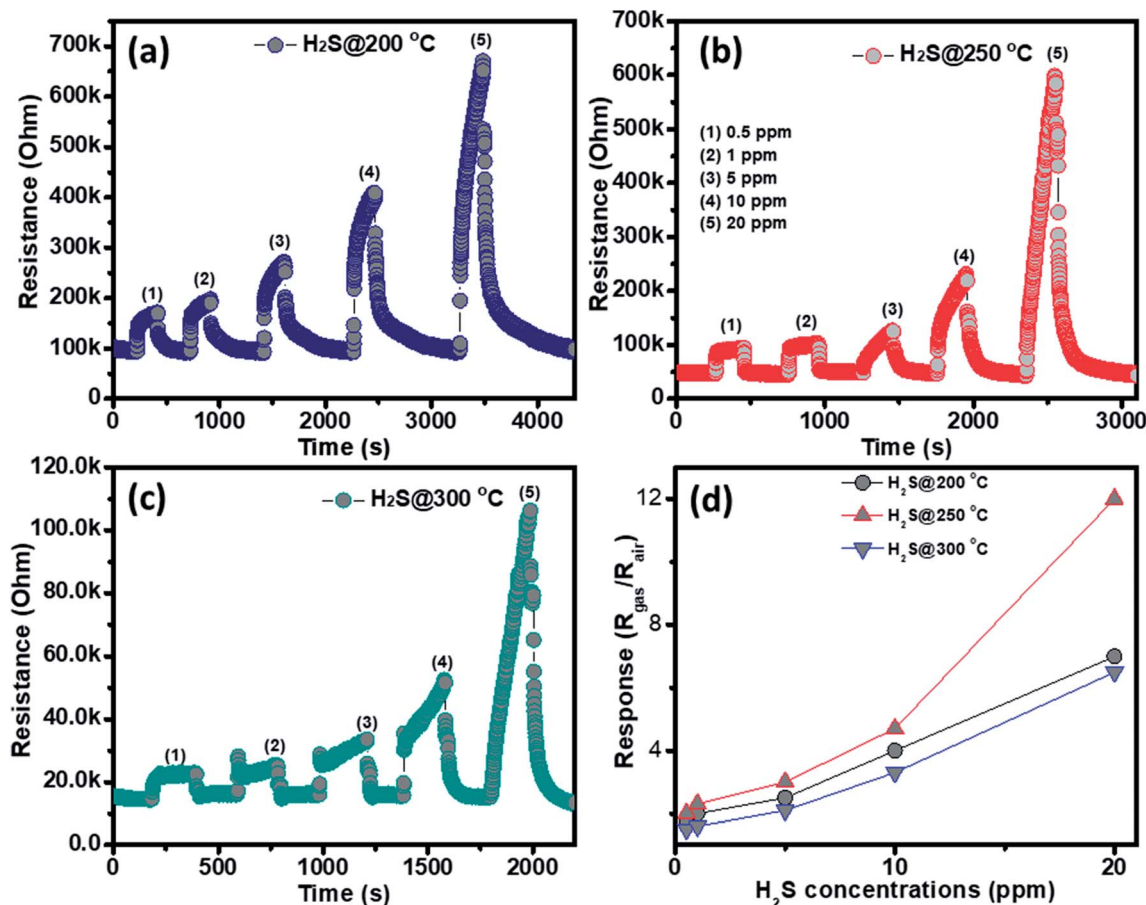 (a)
H₂S@200 °C
(1)
(2)
(3)
(4)
(5)
700k
600k
500k
400k
300k
200k
100k
0
0 1000 2000 3000 4000
Resistance (Ohm)
Time (s)
(b)
H₂S@250 °C
(1) 0.5 ppm
(2) 1 ppm
(3) 5 ppm
(4) 10 ppm
(5) 20 ppm
(1)
(2)
(3)
(4)
(5)
700k
600k
500k
400k
300k
200k
100k
0
0 1000 2000 3000
Resistance (Ohm)
Time (s)
(c)
H₂S@300 °C
(1)
(2)
(3)
(4)
(5)
120.0k
100.0k
80.0k
60.0k
40.0k
20.0k
0.0
0 500 1000 1500 2000
Resistance (Ohm)
Time (s)
(d)
H₂S@200 °C
H₂S@250 °C
H₂S@300 °C
12
8
4
0 10 20
Response (R_gas/R_air)
H₂S concentrations (ppm)